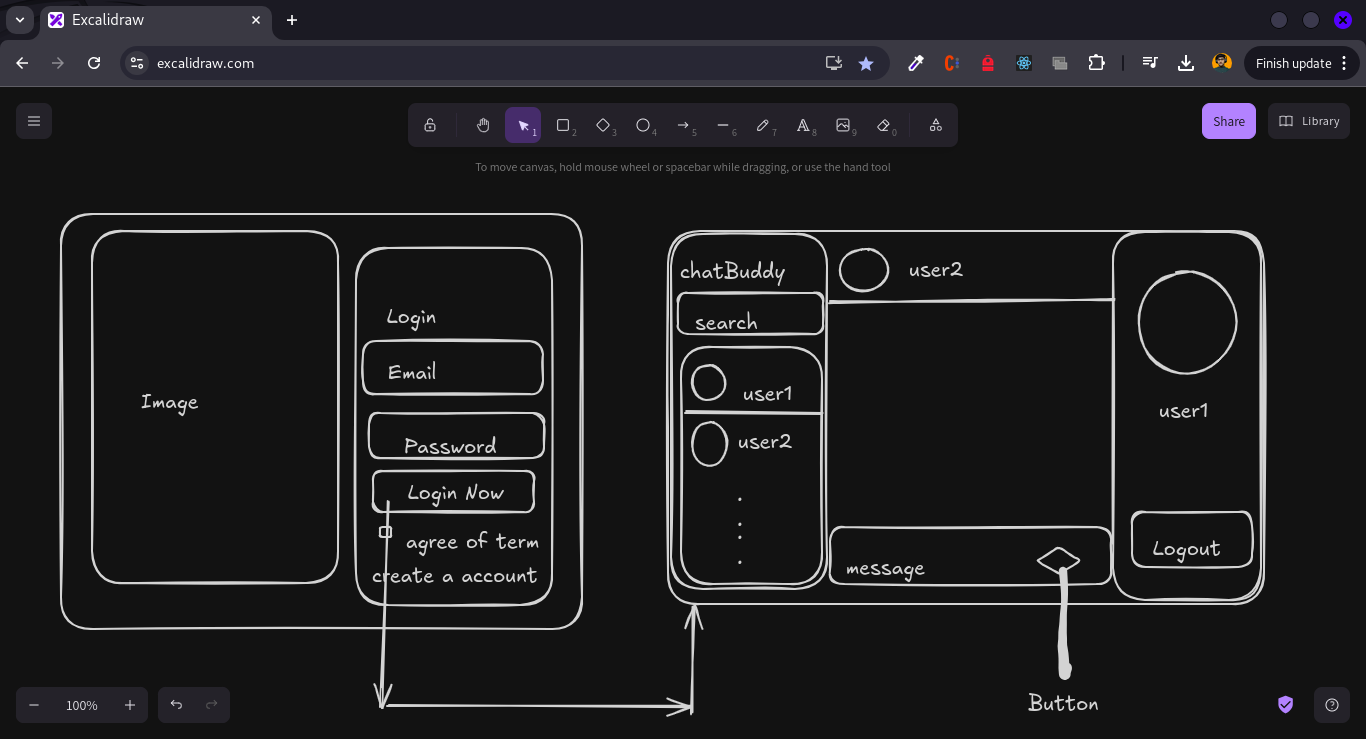 Excalidraw
excalidraw.com
Finish update
1
2
3
4
5
6
7
8
9
0
Share
Library
To move canvas, hold mouse wheel or spacebar while dragging, or use the hand tool
Image
Login
Email
Password
Login Now
agree of term
create a account
chatBuddy
search
user1
user2
user2
message
user1
Logout
Button
100%